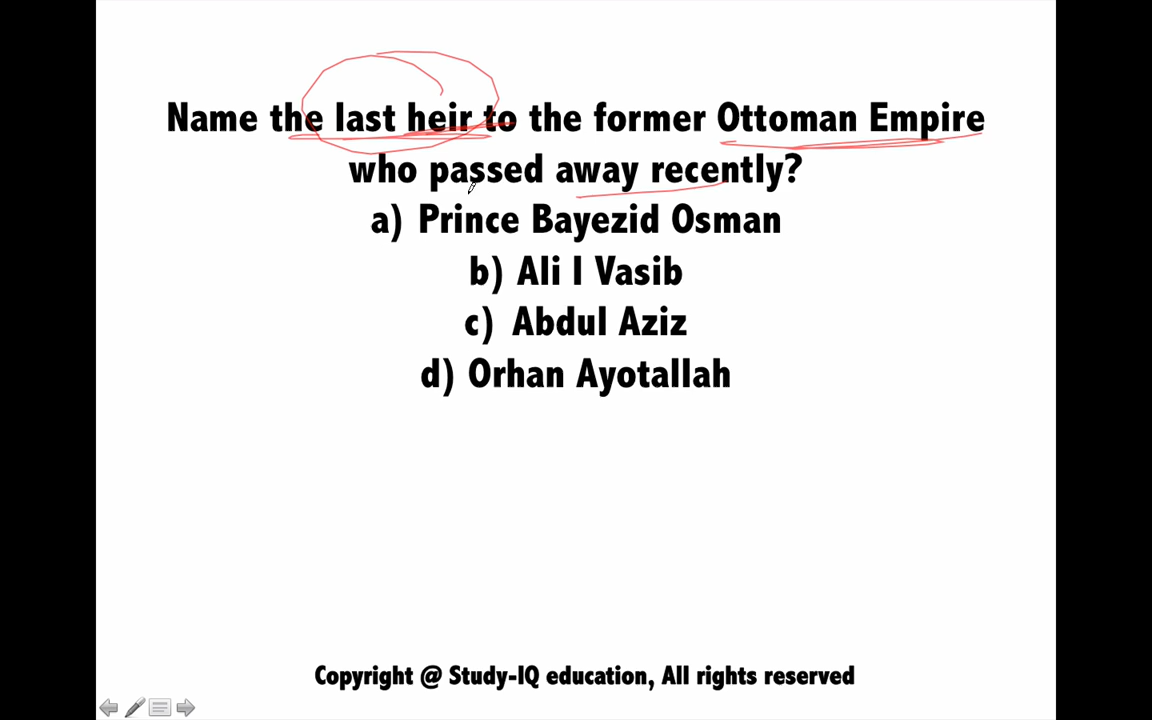 Name the last heir to the former Ottoman Empire
who passed away recently?
a) Prince Bayezid Osman
b) Ali I Vasib
c) Abdul Aziz
d) Orhan Ayotallah
Copyright @ Study-IQ education, All rights reserved